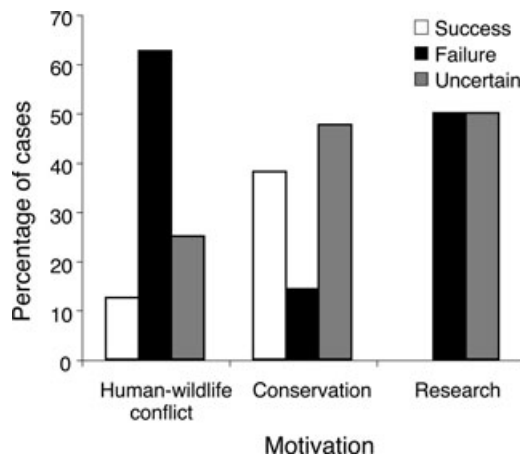 70
60
50
40
30
20
10
0
Percentage of cases
Success
Failure
Uncertain
Human-wildlife
conflict
Conservation
Research
Motivation